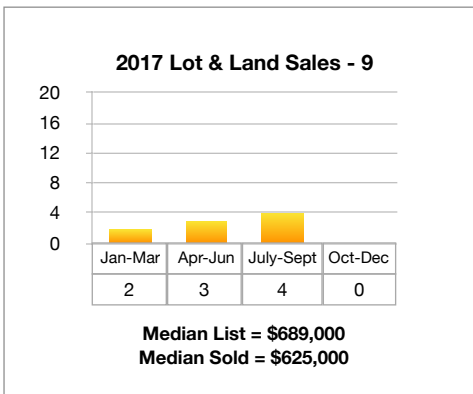 2017 Lot & Land Sales - 9
20
16
12
8
4
0
Jan-Mar Apr-Jun July-Sept Oct-Dec
2 3 4 0
Median List = $689,000
Median Sold = $625,000